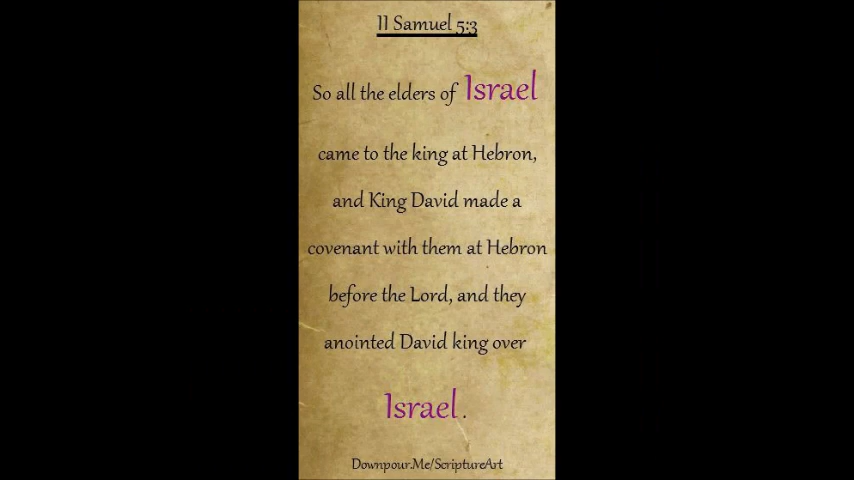 II Samuel 5:3
So all the elders of Israel
came to the king at Hebron,
and King David made a
covenant with them at Hebron
before the Lord, and they
anointed David king over
Israel.
Downpour.Me/ScriptureArt